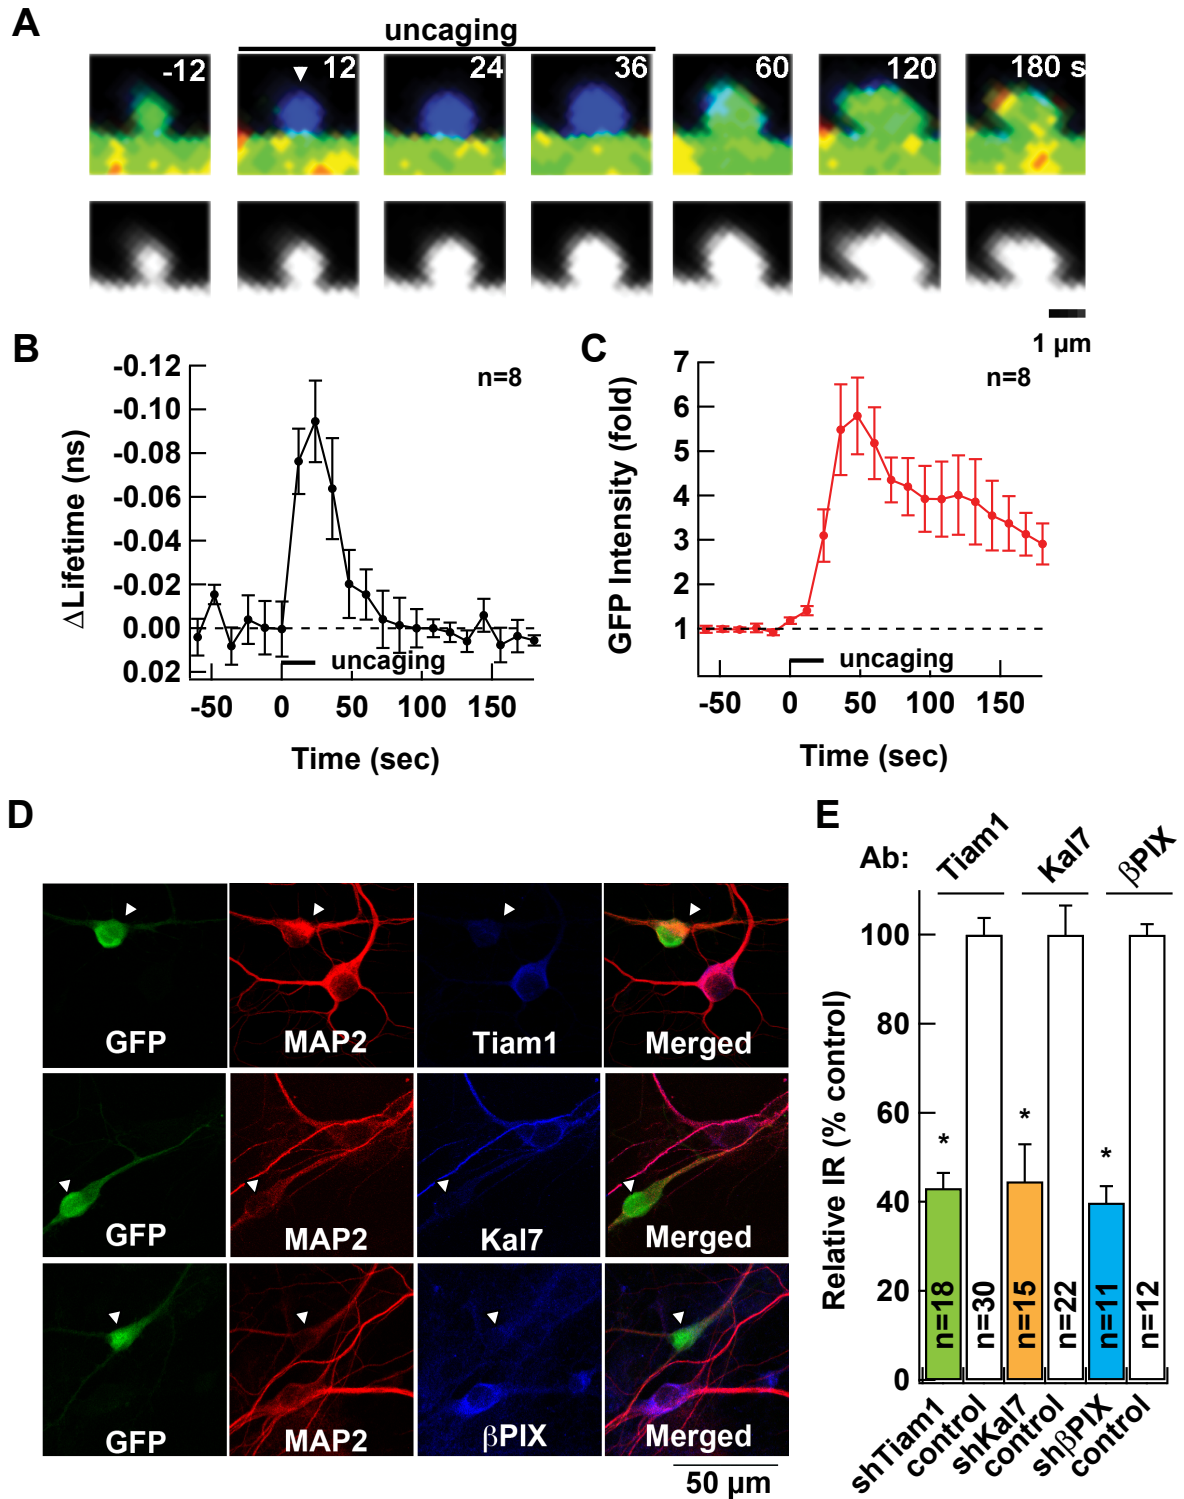 A
uncaging
-12 12 24 36 60 120 180 s
1 µm
B
n=8
-0.12
-0.10
-0.08
-0.06
-0.04
-0.02
0.00
0.02
ΔLifetime (ns)
uncaging
-50 0 50 100 150
Time (sec)
C
n=8
7
6
5
4
3
2
1
GFP Intensity (fold)
uncaging
-50 0 50 100 150
Time (sec)
D
GFP MAP2 Tiam1 Merged
GFP MAP2 Kal7 Merged
GFP MAP2 βPIX Merged
50 µm
E
Ab: Tiam1 Kal7 βPIX
100
80
60
40
20
0
Relative IR (% control)
* * *
n=18 n=30 n=15 n=22 n=11 n=12
shTiam1 control shKal7 control shβPIX control